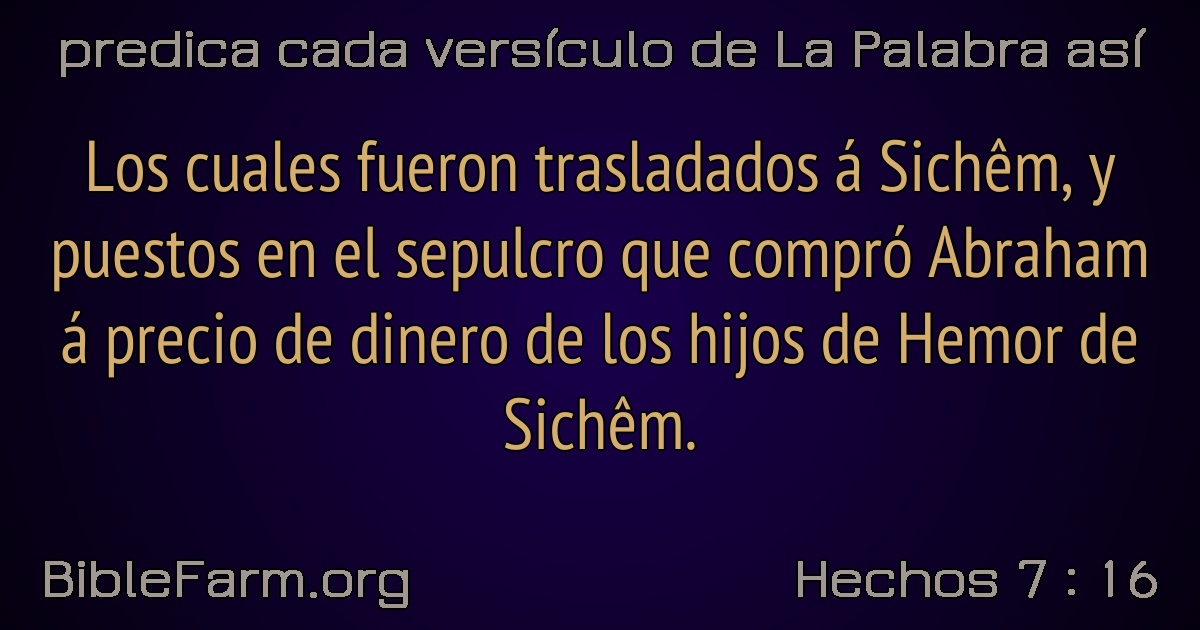 predica cada versículo de La Palabra así
Los cuales fueron trasladados á Sichêm, y
puestos en el sepulcro que compró Abraham
á precio de dinero de los hijos de Hemor de
Sichêm.
BibleFarm.org
Hechos 7 : 16